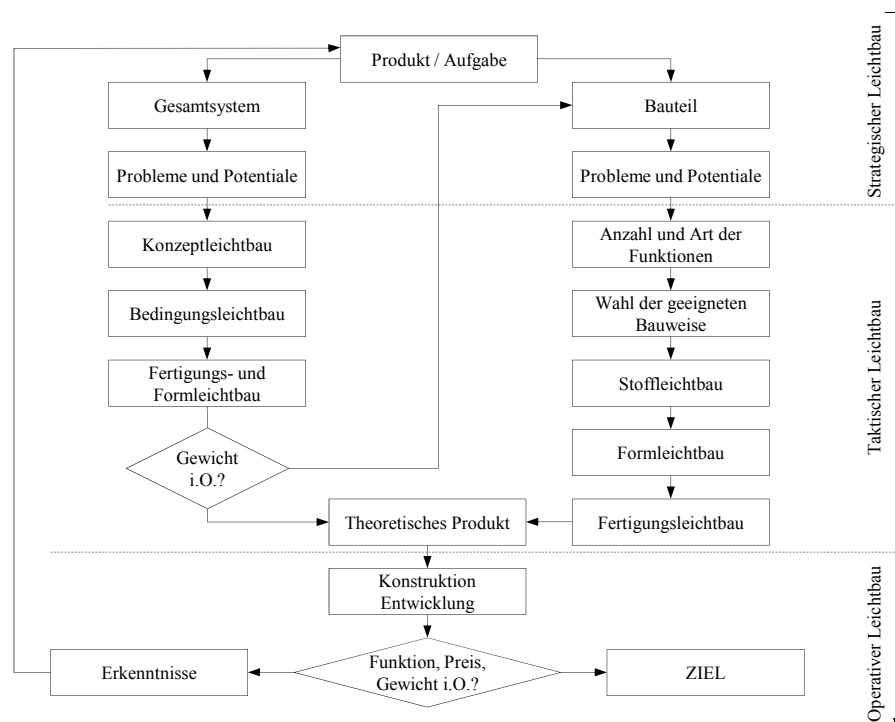 Produkt / Aufgabe
Gesamtsystem
Bauteil
Probleme und Potentiale
Probleme und Potentiale
Strategischer Leichtbau
Konzeptleichtbau
Anzahl und Art der
Funktionen
Bedingungsleichtbau
Wahl der geeigneten
Bauweise
Fertigungs- und
Formleichtbau
Stoffleichtbau
Gewicht
i.O.?
Formleichtbau
Theoretisches Produkt
Fertigungsleichtbau
Taktischer Leichtbau
Konstruktion
Entwicklung
Erkenntnisse
Funktion, Preis,
Gewicht i.O.?
ZIEL
Operativer Leichtbau